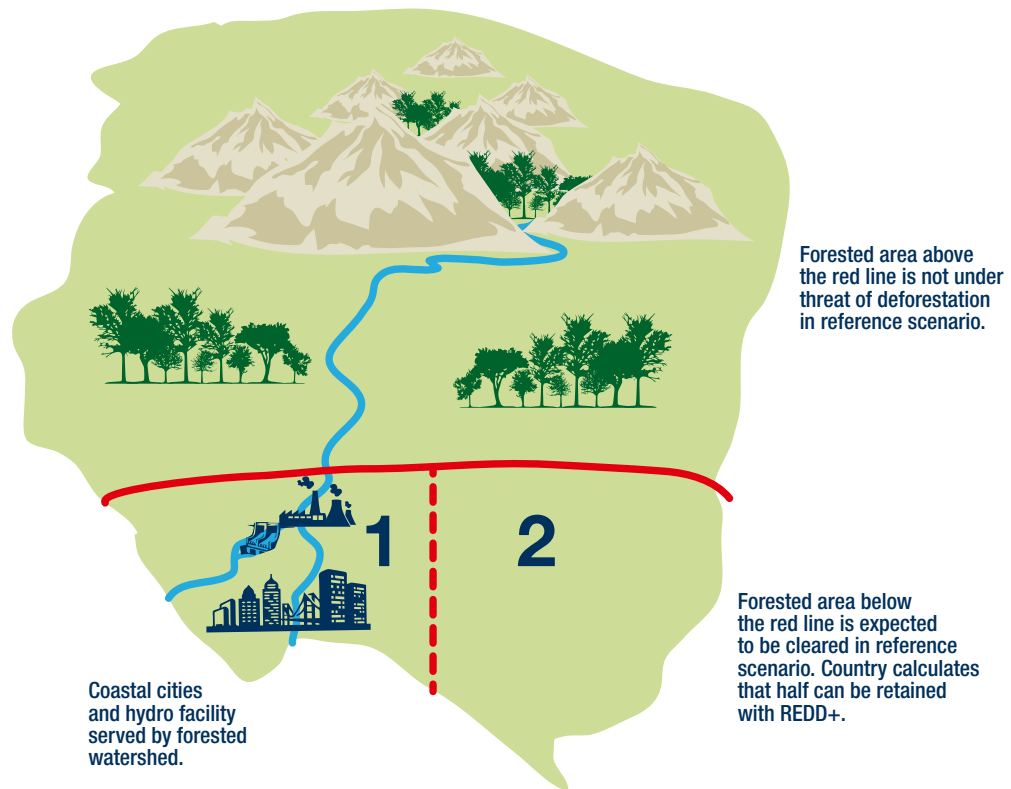 Forested area above
the red line is not under
threat of deforestation
in reference scenario.
1
2
Forested area below
the red line is expected
to be cleared in reference
scenario. Country calculates
that half can be retained
with REDD+.
Coastal cities
and hydro facility
served by forested
watershed.